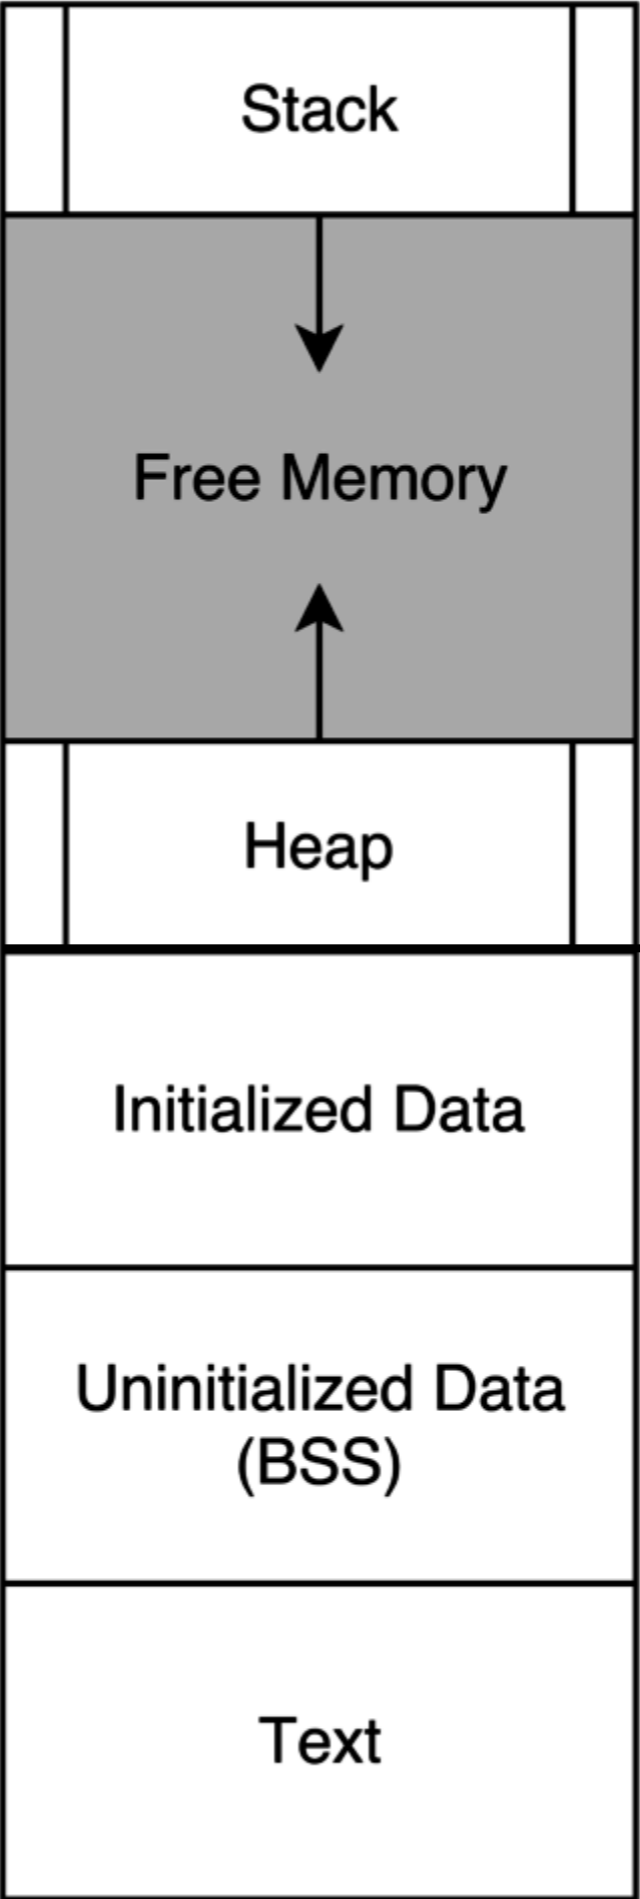 Stack
Free Memory
Heap
Initialized Data
Uninitialized Data
(BSS)
Text